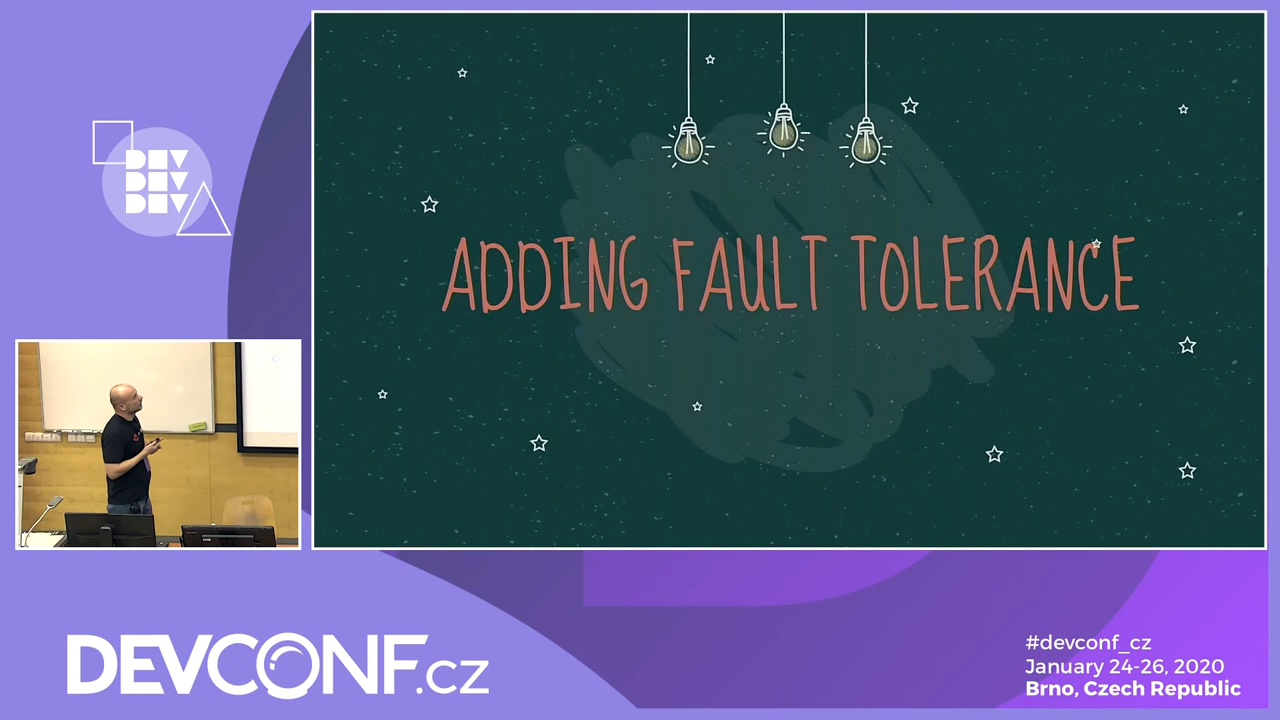 DEV
DEV
DEV
ADDING FAULT TOLERANCE
DEVCONF.cz
#devconf_cz
January 24-26, 2020
Brno, Czech Republic